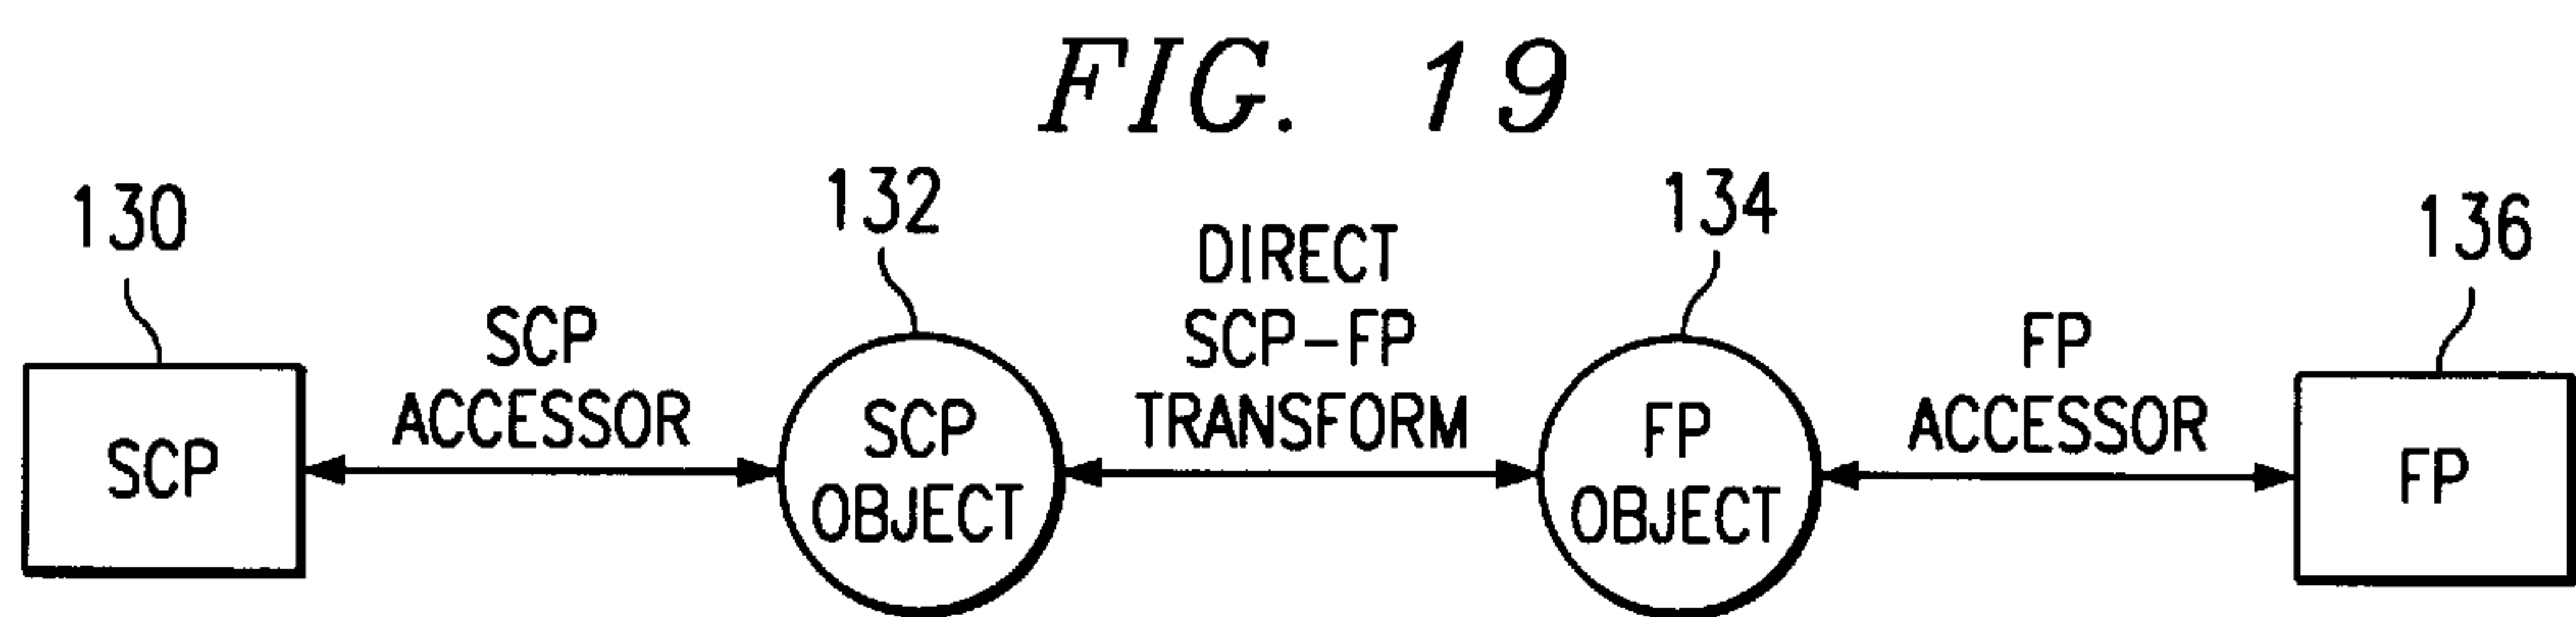 FIG. 19
130
132
134
136
SCP
SCP
ACCESSOR
SCP
OBJECT
DIRECT
SCP-FP
TRANSFORM
FP
OBJECT
FP
ACCESSOR
FP